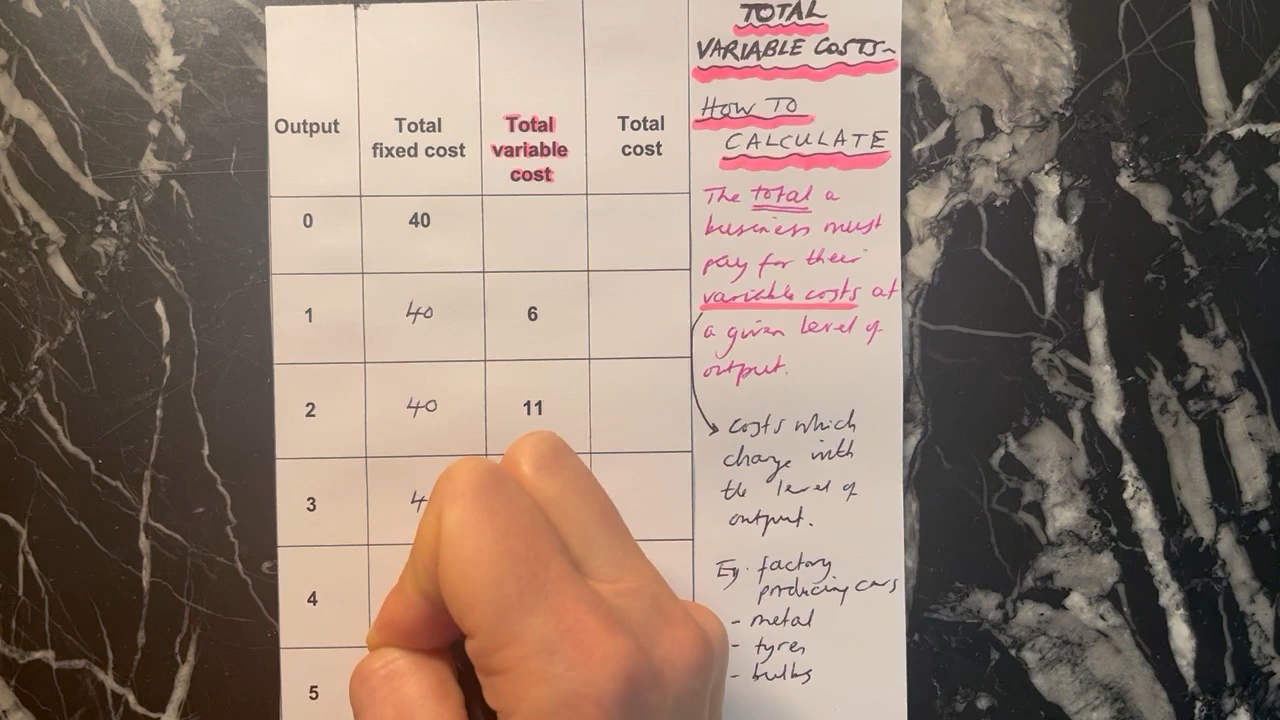 Output
Total
fixed cost
Total
variable
cost
Total
cost
0 40
1 40 6
2 40 11
3 4
4
5
TOTAL
VARIABLE COSTS-
HOW TO
CALCULATE
The total a
business must
pay for their
variable costs at
a given level of
output.
costs which
change with
the level of
output.
Eg. factory
producing cars
- metal
- tyres
- bulbs